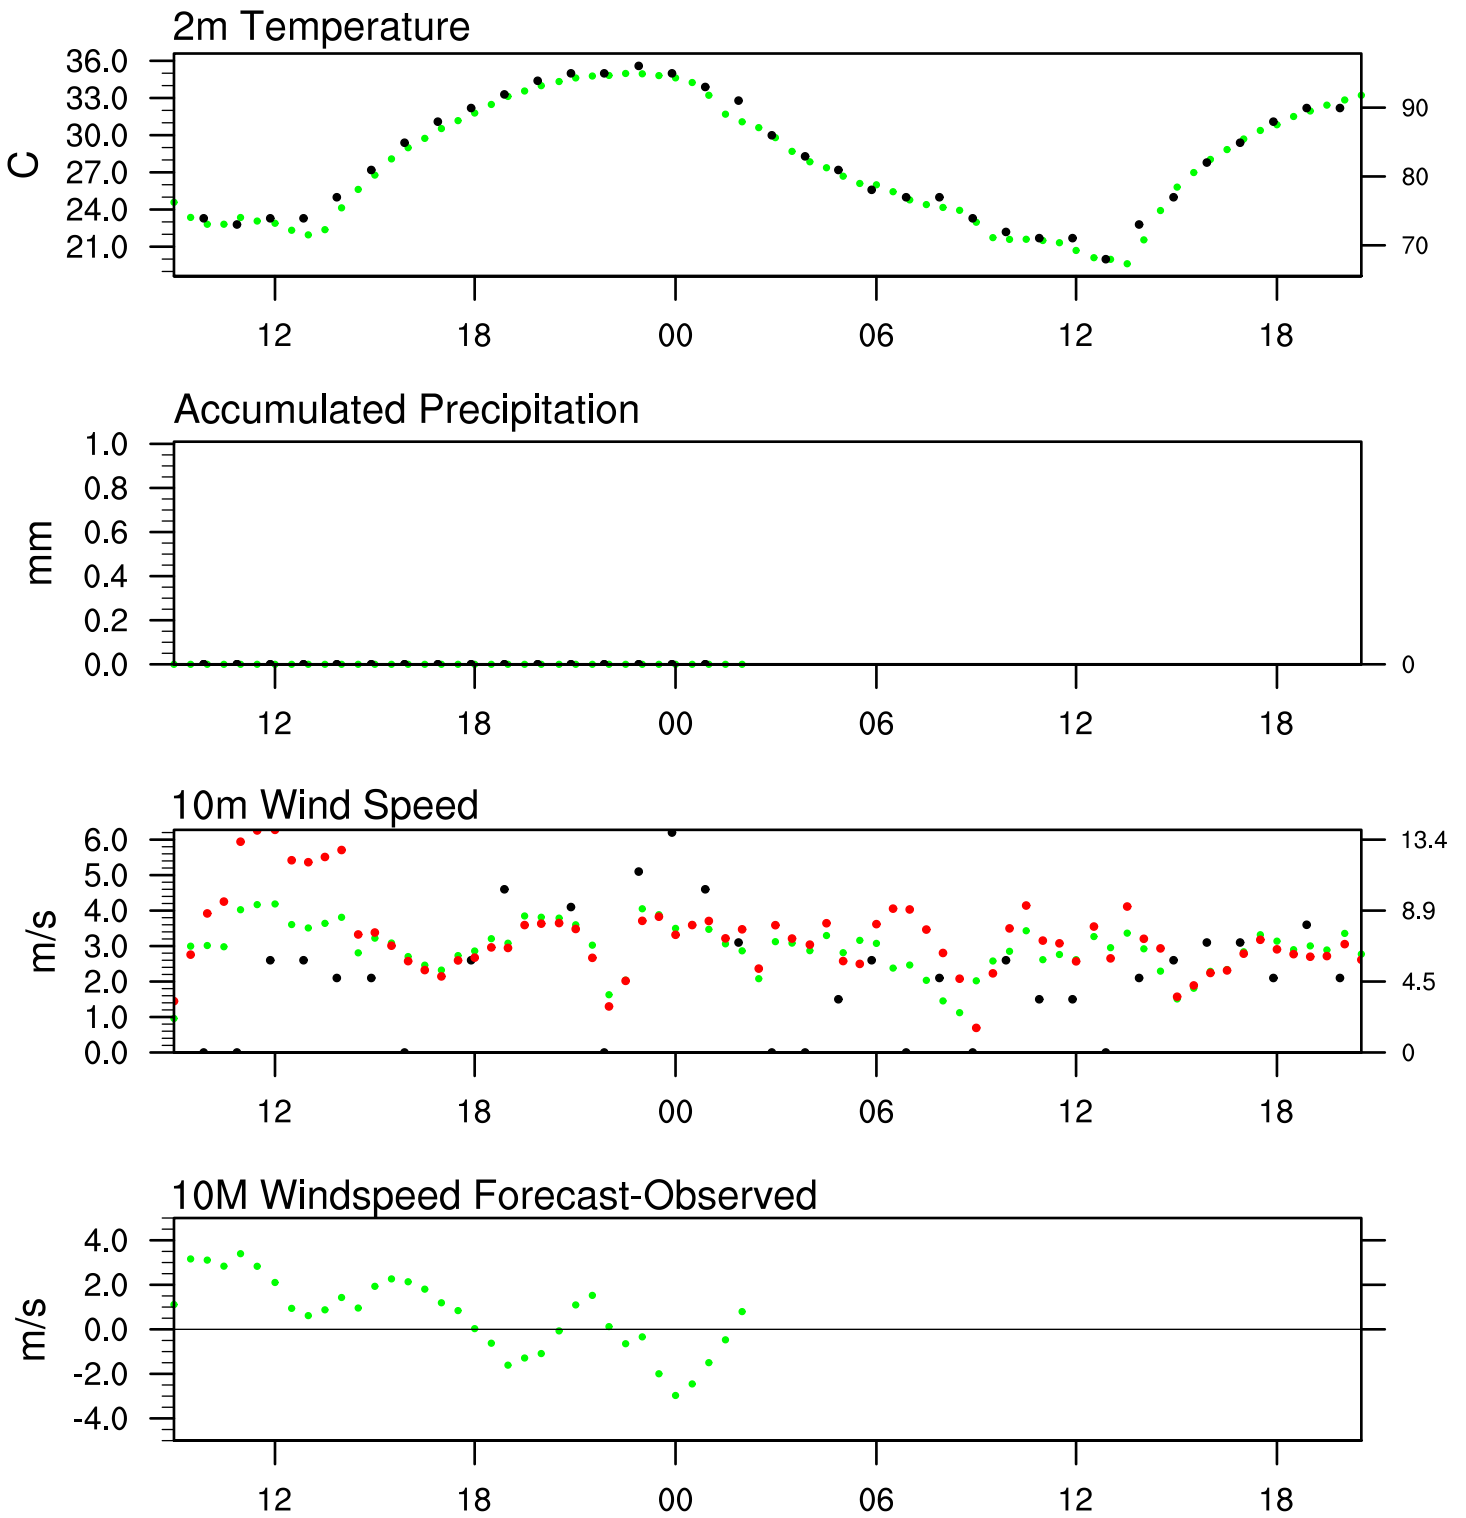 2m Temperature
36.0
33.0
30.0
27.0
24.0
21.0
C
90
80
70
12 18 00 06 12 18
Accumulated Precipitation
1.0
0.8
0.6
0.4
0.2
0.0
mm
0
12 18 00 06 12 18
10m Wind Speed
6.0
5.0
4.0
3.0
2.0
1.0
0.0
m/s
13.4
8.9
4.5
0
12 18 00 06 12 18
10M Windspeed Forecast-Observed
4.0
2.0
0.0
-2.0
-4.0
m/s
12 18 00 06 12 18